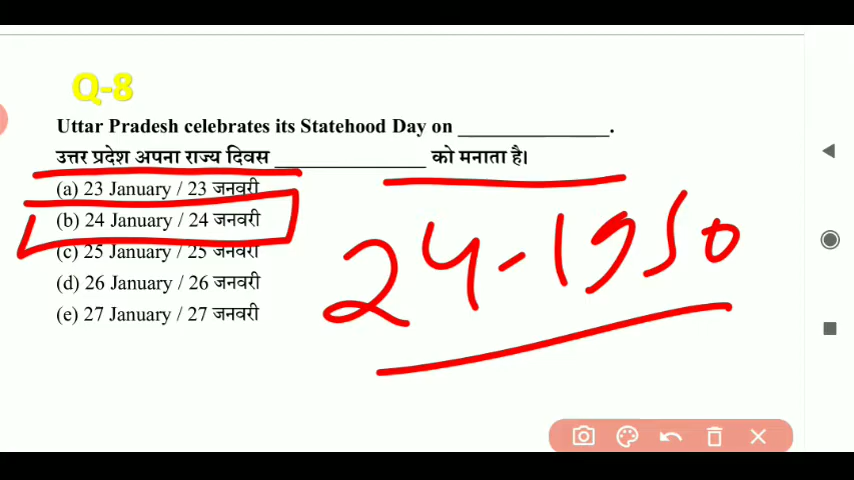 Q-8
Uttar Pradesh celebrates its Statehood Day on _______________.
उत्तर प्रदेश अपना राज्य दिवस _______________ को मनाता है।
(a) 23 January / 23 जनवरी
(b) 24 January / 24 जनवरी
(c) 25 January / 25 जनवरी
(d) 26 January / 26 जनवरी
(e) 27 January / 27 जनवरी
24-1950